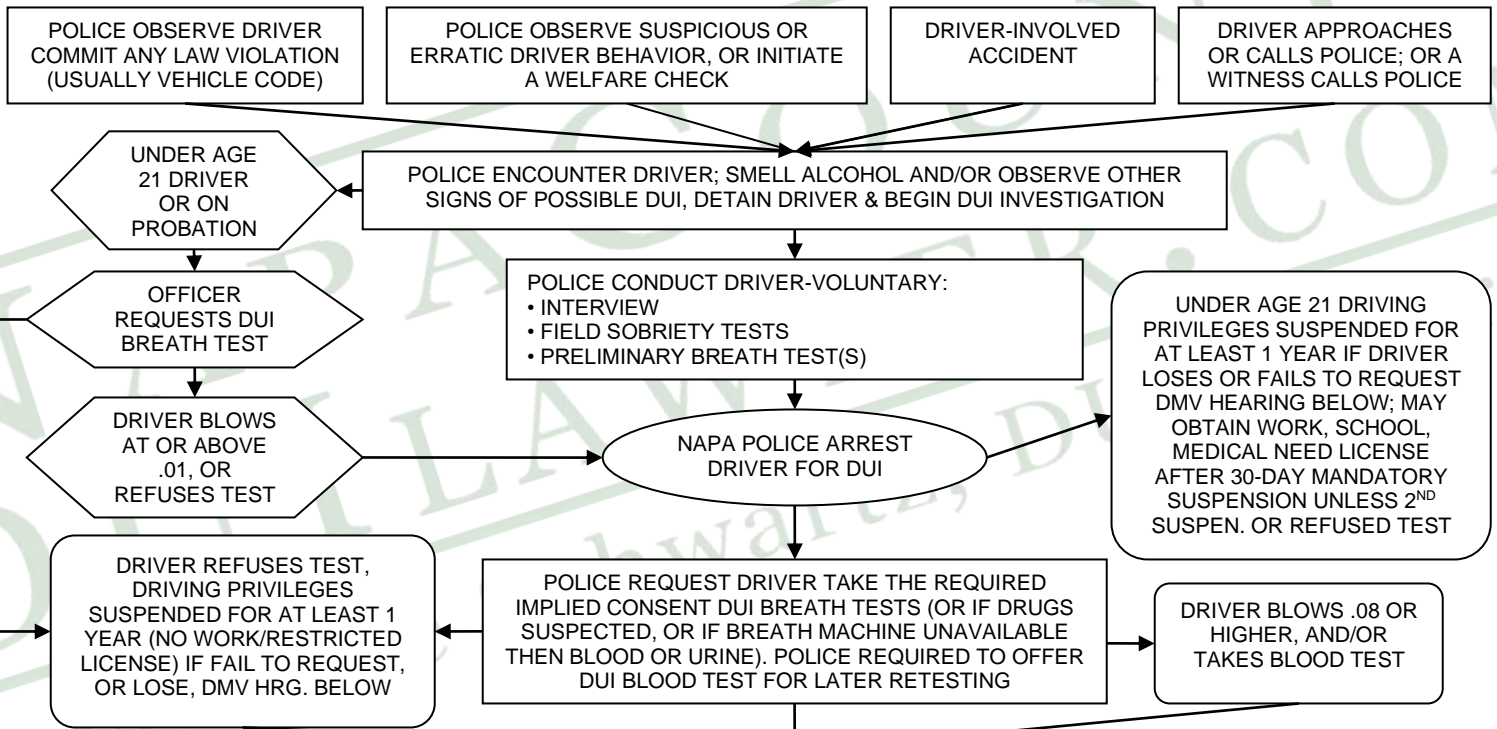 POLICE OBSERVE DRIVER
COMMIT ANY LAW VIOLATION
(USUALLY VEHICLE CODE)
POLICE OBSERVE SUSPICIOUS OR
ERRATIC DRIVER BEHAVIOR, OR INITIATE
A WELFARE CHECK
DRIVER-INVOLVED
ACCIDENT
DRIVER APPROACHES
OR CALLS POLICE; OR A
WITNESS CALLS POLICE
UNDER AGE
21 DRIVER
OR ON
PROBATION
POLICE ENCOUNTER DRIVER; SMELL ALCOHOL AND/OR OBSERVE OTHER
SIGNS OF POSSIBLE DUI, DETAIN DRIVER & BEGIN DUI INVESTIGATION
OFFICER
REQUESTS DUI
BREATH TEST
POLICE CONDUCT DRIVER-VOLUNTARY:
• INTERVIEW
• FIELD SOBRIETY TESTS
• PRELIMINARY BREATH TEST(S)
UNDER AGE 21 DRIVING
PRIVILEGES SUSPENDED FOR
AT LEAST 1 YEAR IF DRIVER
LOSES OR FAILS TO REQUEST
DMV HEARING BELOW; MAY
OBTAIN WORK, SCHOOL,
MEDICAL NEED LICENSE
AFTER 30-DAY MANDATORY
SUSPENSION UNLESS 2ND
SUSPEN. OR REFUSED TEST
DRIVER BLOWS
AT OR ABOVE
.01, OR
REFUSES TEST
NAPA POLICE ARREST
DRIVER FOR DUI
DRIVER REFUSES TEST,
DRIVING PRIVILEGES
SUSPENDED FOR AT LEAST 1
YEAR (NO WORK/RESTRICTED
LICENSE) IF FAIL TO REQUEST,
OR LOSE, DMV HRG. BELOW
POLICE REQUEST DRIVER TAKE THE REQUIRED
IMPLIED CONSENT DUI BREATH TESTS (OR IF DRUGS
SUSPECTED, OR IF BREATH MACHINE UNAVAILABLE
THEN BLOOD OR URINE). POLICE REQUIRED TO OFFER
DUI BLOOD TEST FOR LATER RETESTING
DRIVER BLOWS .08 OR
HIGHER, AND/OR
TAKES BLOOD TEST